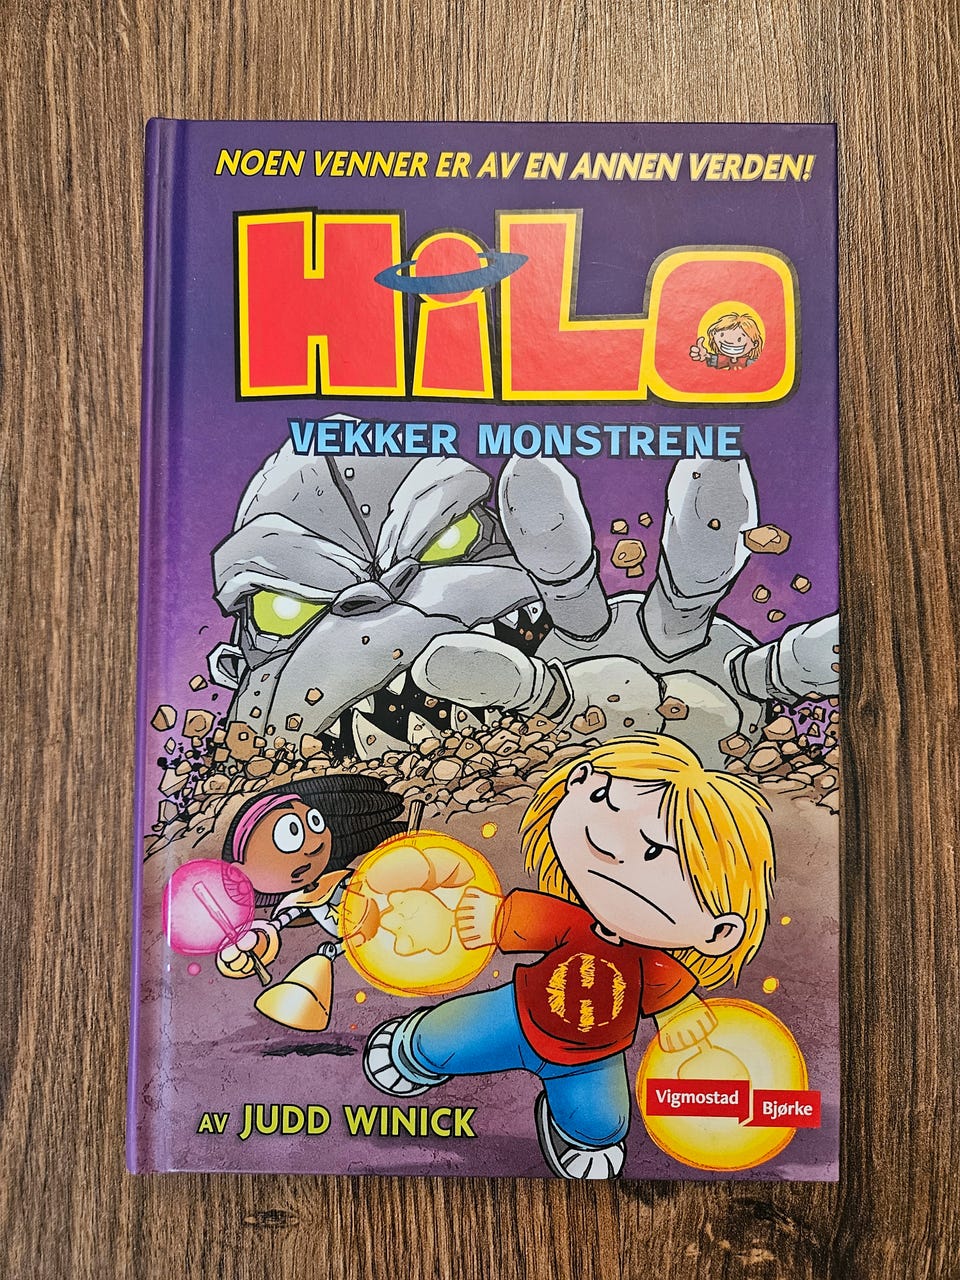 NOEN VENNER ER AV EN ANNEN VERDEN!
HiLO
VEKKER MONSTRENE
H
AV JUDD WINICK
Vigmostad Bjørke